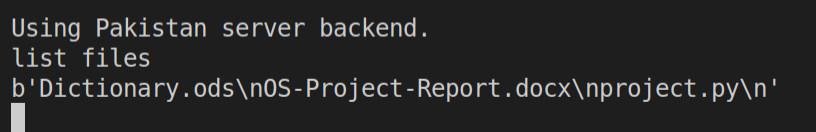 Using Pakistan server backend.
list files
b'Dictionary.ods\nOS-Project-Report.docx\nproject.py\n'